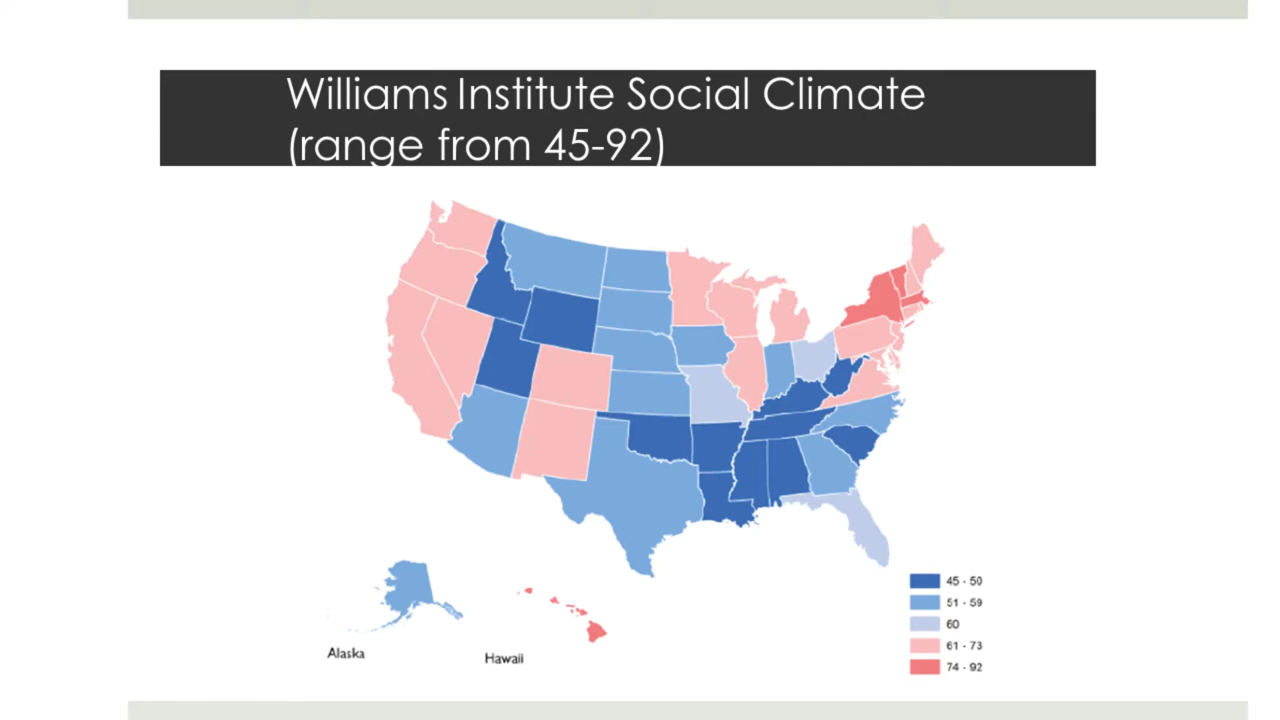 Williams Institute Social Climate
(range from 45-92)
45 - 50
51 - 59
60
61 - 73
74 - 92
Alaska
Hawaii